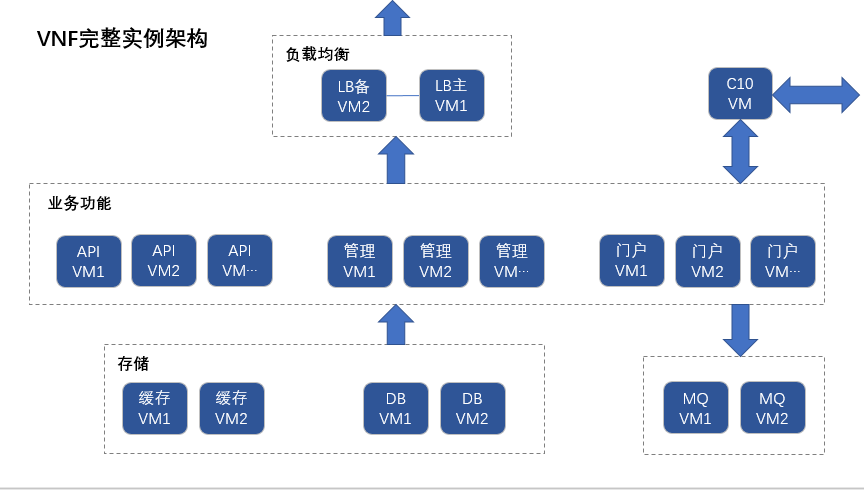 VNF完整实例架构
负载均衡
LB备
VM2
LB主
VM1
C10
VM
业务功能
API
VM1
API
VM2
API
VM…
管理
VM1
管理
VM2
管理
VM…
门户
VM1
门户
VM2
门户
VM…
存储
缓存
VM1
缓存
VM2
DB
VM1
DB
VM2
MQ
VM1
MQ
VM2